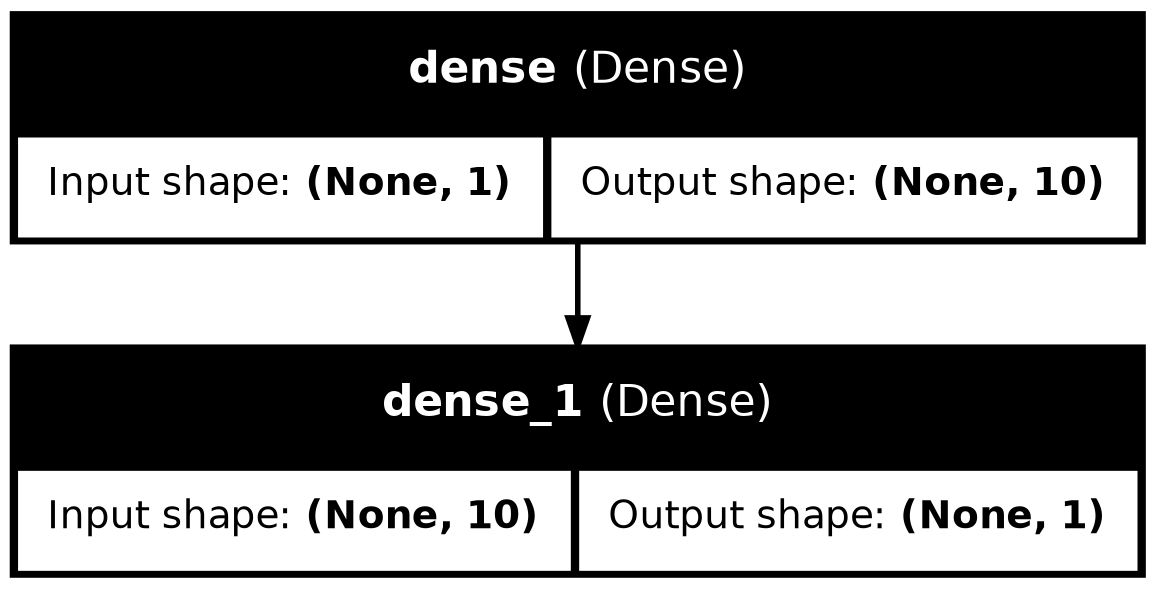 dense (Dense)
Input shape: (None, 1) Output shape: (None, 10)
dense_1 (Dense)
Input shape: (None, 10) Output shape: (None, 1)